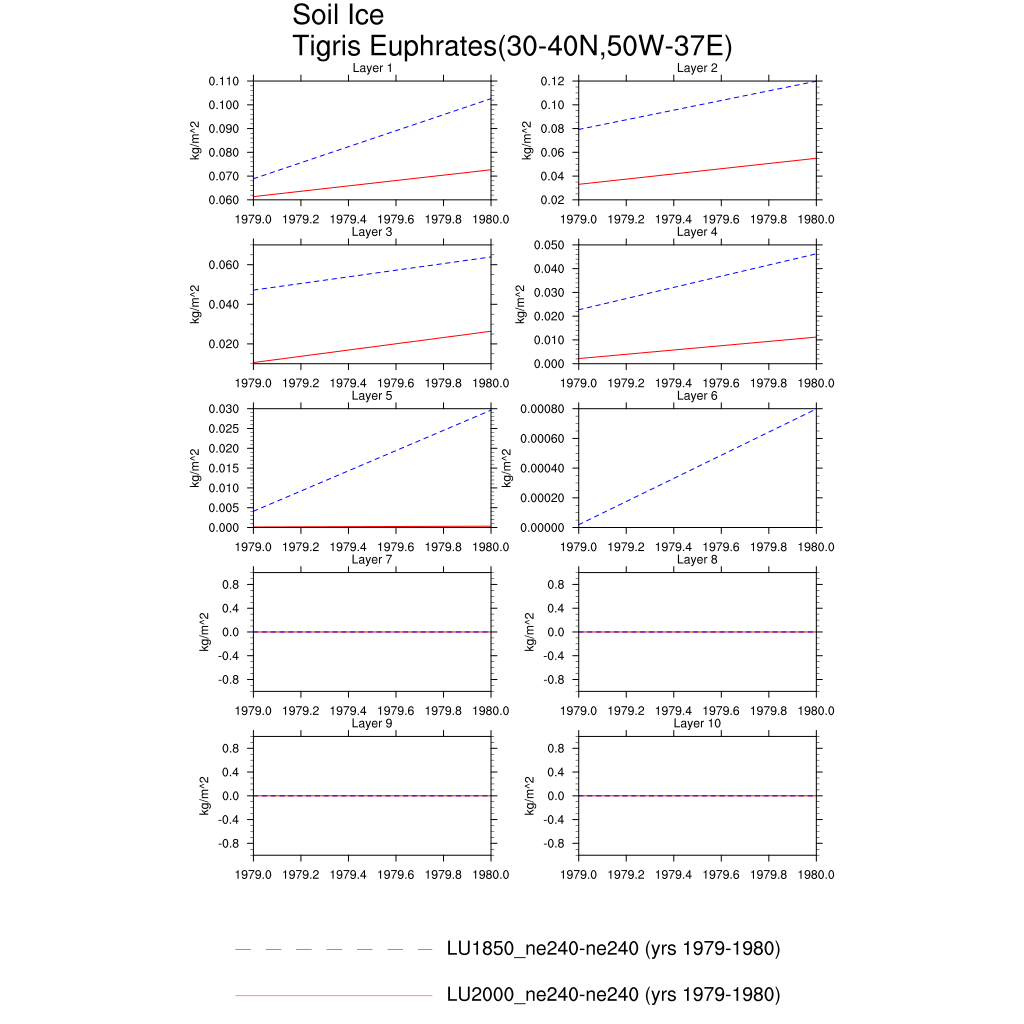 Soil Ice
Tigris Euphrates(30-40N,50W-37E)
Layer 1
0.110
0.100
0.090
0.080
0.070
0.060
kg/m^2
1979.0 1979.2 1979.4 1979.6 1979.8 1980.0
Layer 2
0.12
0.10
0.08
0.06
0.04
0.02
kg/m^2
1979.0 1979.2 1979.4 1979.6 1979.8 1980.0
Layer 3
0.060
0.040
0.020
kg/m^2
1979.0 1979.2 1979.4 1979.6 1979.8 1980.0
Layer 4
0.050
0.040
0.030
0.020
0.010
0.000
kg/m^2
1979.0 1979.2 1979.4 1979.6 1979.8 1980.0
Layer 5
0.030
0.025
0.020
0.015
0.010
0.005
0.000
kg/m^2
1979.0 1979.2 1979.4 1979.6 1979.8 1980.0
Layer 6
0.00080
0.00060
0.00040
0.00020
0.00000
kg/m^2
1979.0 1979.2 1979.4 1979.6 1979.8 1980.0
Layer 7
0.8
0.4
0.0
-0.4
-0.8
kg/m^2
1979.0 1979.2 1979.4 1979.6 1979.8 1980.0
Layer 8
0.8
0.4
0.0
-0.4
-0.8
kg/m^2
1979.0 1979.2 1979.4 1979.6 1979.8 1980.0
Layer 9
0.8
0.4
0.0
-0.4
-0.8
kg/m^2
1979.0 1979.2 1979.4 1979.6 1979.8 1980.0
Layer 10
0.8
0.4
0.0
-0.4
-0.8
kg/m^2
1979.0 1979.2 1979.4 1979.6 1979.8 1980.0
LU1850_ne240-ne240 (yrs 1979-1980)
LU2000_ne240-ne240 (yrs 1979-1980)